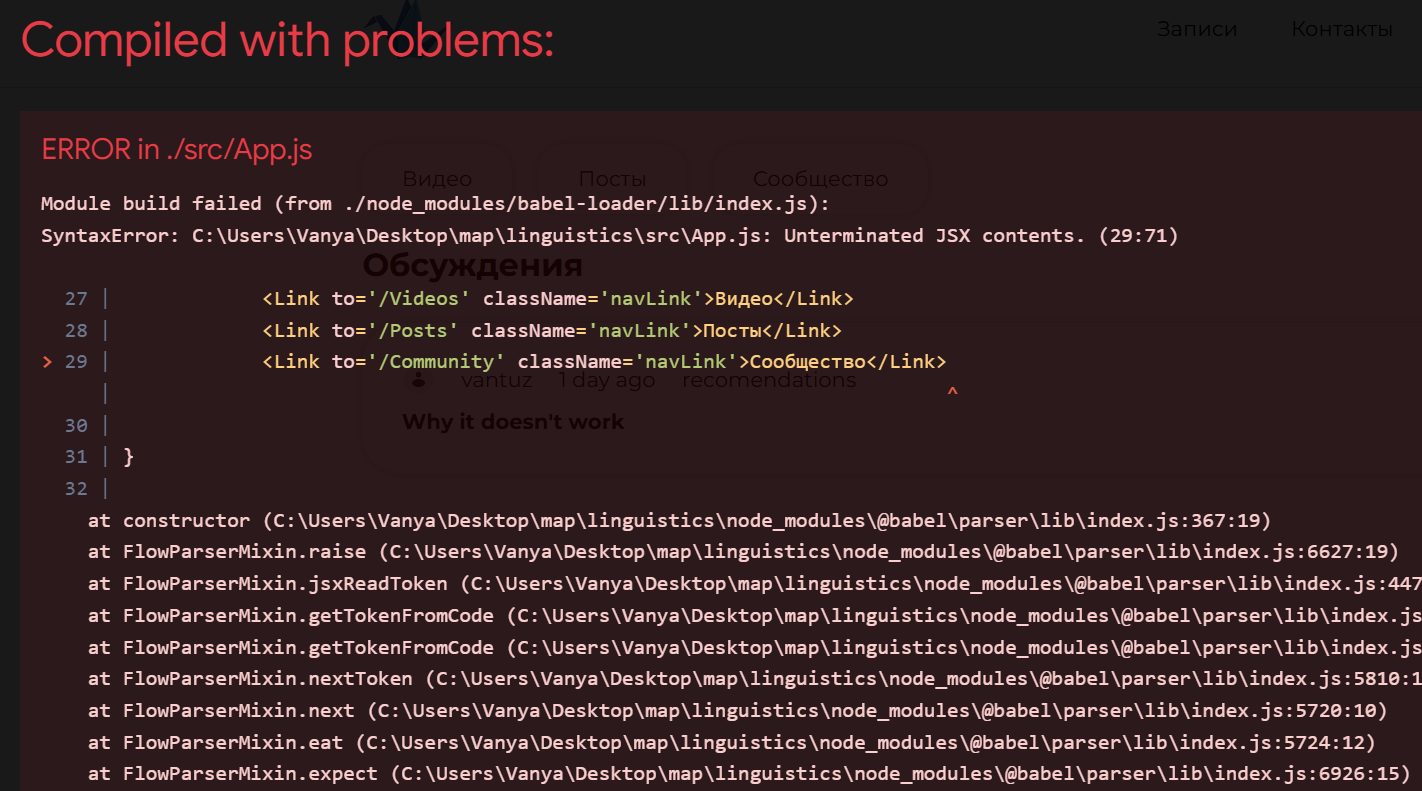 Compiled with problems:
Записи Контакты
ERROR in ./src/App.js
Видео Посты Сообщество
Module build failed (from ./node_modules/babel-loader/lib/index.js):
SyntaxError: C:\Users\Vanya\Desktop\map\linguistics\src\App.js: Unterminated JSX contents. (29:71)
Обсуждения
27 | <Link to='/Videos' className='navLink'>Видео</Link>
28 | <Link to='/Posts' className='navLink'>Посты</Link>
> 29 | <Link to='/Community' className='navLink'>Сообщество</Link>
vantuz 1 day ago recomendations
| ^
Why it doesn't work
30 |
31 | }
32 |
at constructor (C:\Users\Vanya\Desktop\map\linguistics\node_modules\@babel\parser\lib\index.js:367:19)
at FlowParserMixin.raise (C:\Users\Vanya\Desktop\map\linguistics\node_modules\@babel\parser\lib\index.js:6627:19)
at FlowParserMixin.jsxReadToken (C:\Users\Vanya\Desktop\map\linguistics\node_modules\@babel\parser\lib\index.js:447
at FlowParserMixin.getTokenFromCode (C:\Users\Vanya\Desktop\map\linguistics\node_modules\@babel\parser\lib\index.js
at FlowParserMixin.getTokenFromCode (C:\Users\Vanya\Desktop\map\linguistics\node_modules\@babel\parser\lib\index.js
at FlowParserMixin.nextToken (C:\Users\Vanya\Desktop\map\linguistics\node_modules\@babel\parser\lib\index.js:5810:1
at FlowParserMixin.next (C:\Users\Vanya\Desktop\map\linguistics\node_modules\@babel\parser\lib\index.js:5720:10)
at FlowParserMixin.eat (C:\Users\Vanya\Desktop\map\linguistics\node_modules\@babel\parser\lib\index.js:5724:12)
at FlowParserMixin.expect (C:\Users\Vanya\Desktop\map\linguistics\node_modules\@babel\parser\lib\index.js:6926:15)